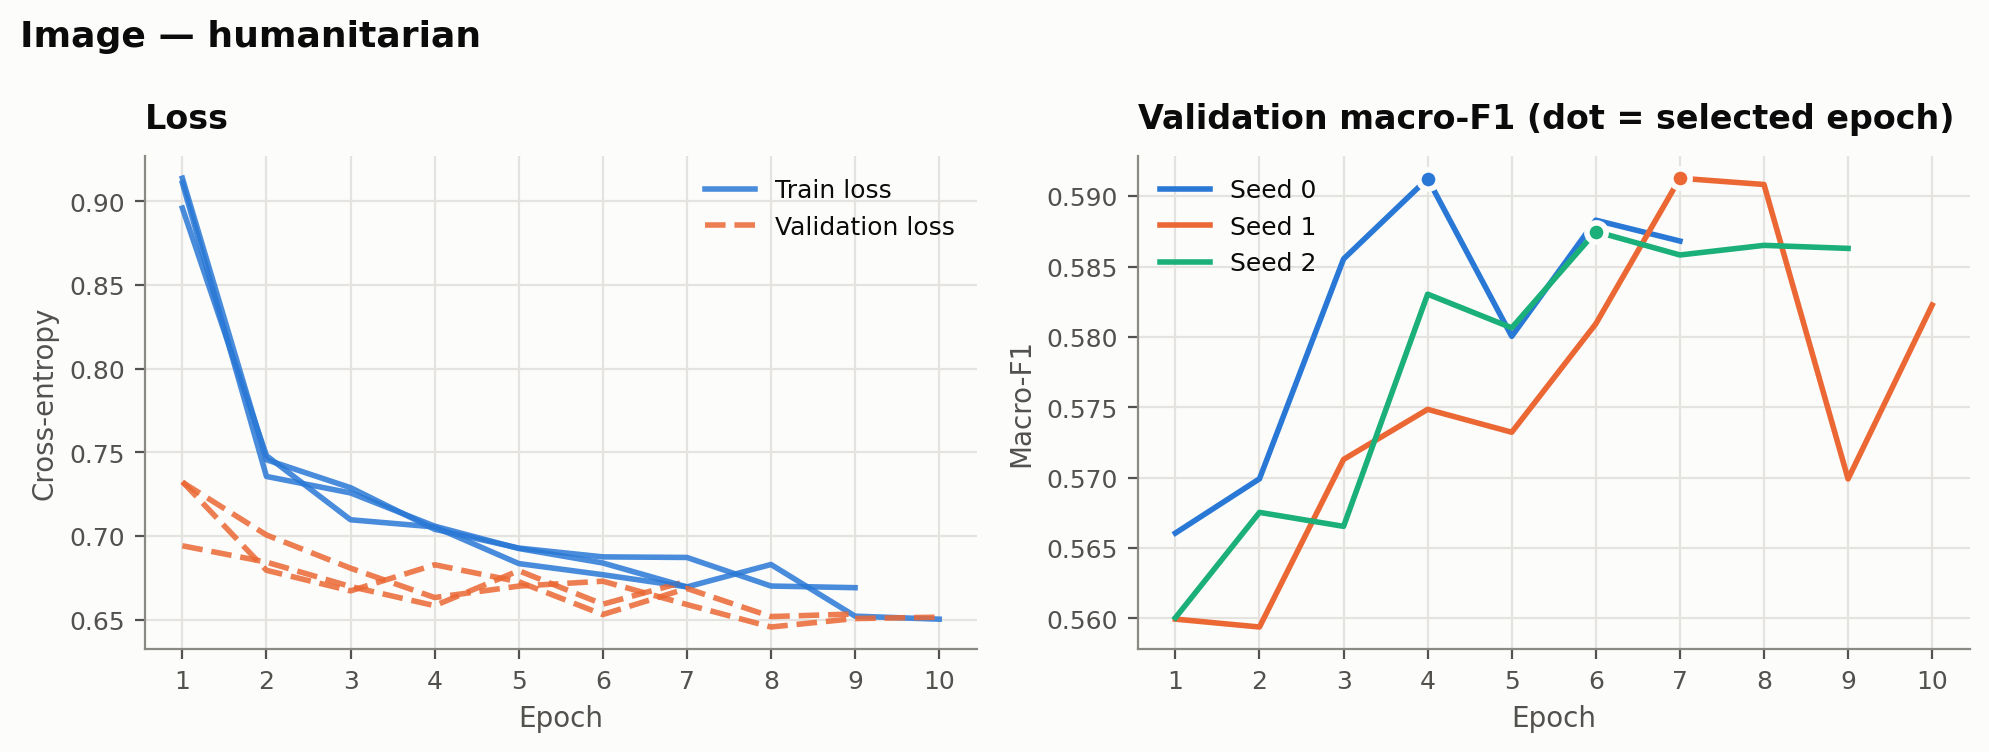 Image — humanitarian
Loss
Train loss
Validation loss
0.90
0.85
0.80
0.75
0.70
0.65
Cross-entropy
1 2 3 4 5 6 7 8 9 10
Epoch
Validation macro-F1 (dot = selected epoch)
Seed 0
Seed 1
Seed 2
0.590
0.585
0.580
0.575
0.570
0.565
0.560
Macro-F1
1 2 3 4 5 6 7 8 9 10
Epoch